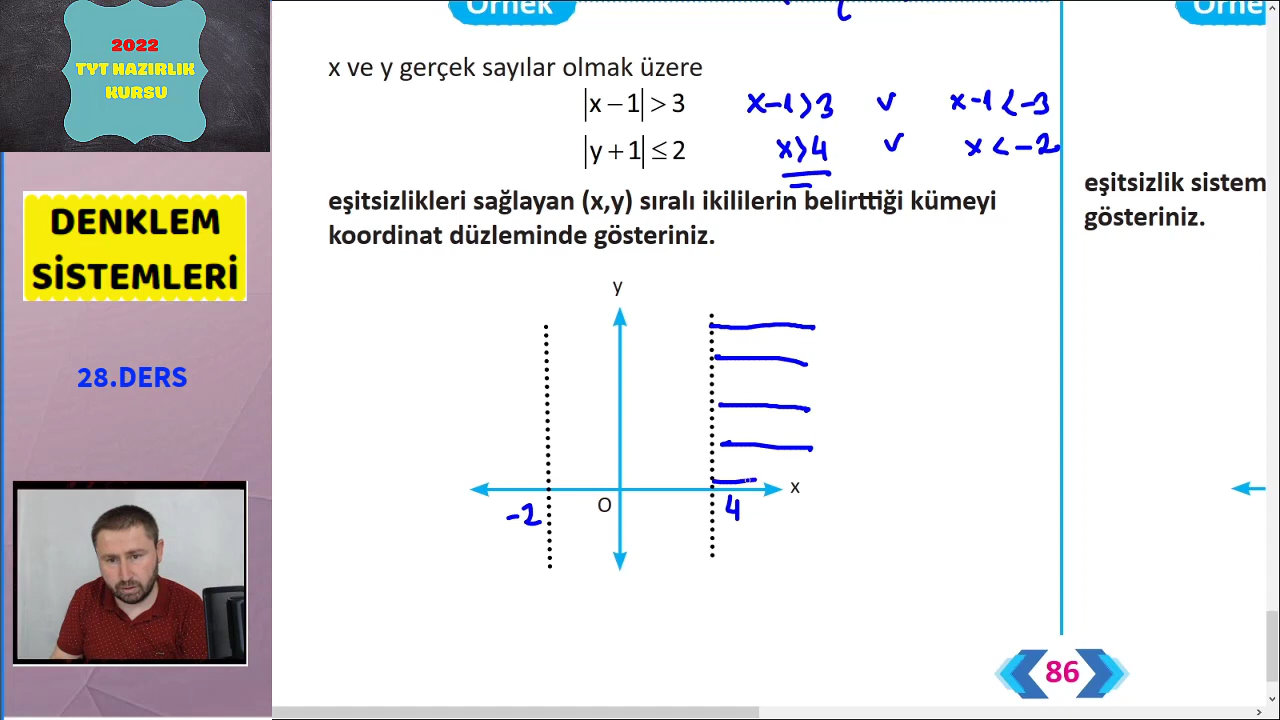 2022
TYT HAZIRLIK
KURSU
DENKLEM
SİSTEMLERİ
28.DERS
Örnek
x ve y gerçek sayılar olmak üzere
|x − 1| > 3 x-1>3 v x-1<-3
|y + 1| ≤ 2 x>4 v x<-2
eşitsizlikleri sağlayan (x,y) sıralı ikililerin belirttiği kümeyi
koordinat düzleminde gösteriniz.
y
x
O
-2
4
Örne
eşitsizlik sistem
gösteriniz.
86